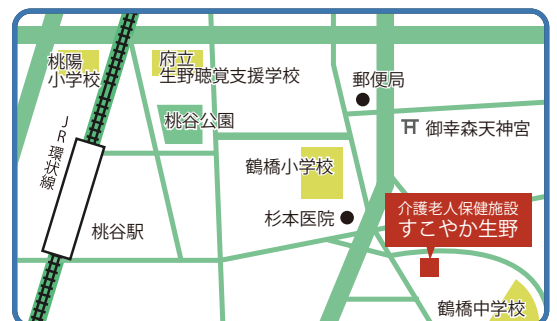 桃陽
小学校
府立
生野聴覚支援学校
郵便局
桃谷公園
御幸森天神宮
JR環状線
鶴橋小学校
介護老人保健施設
すこやか生野
杉本医院
桃谷駅
鶴橋中学校